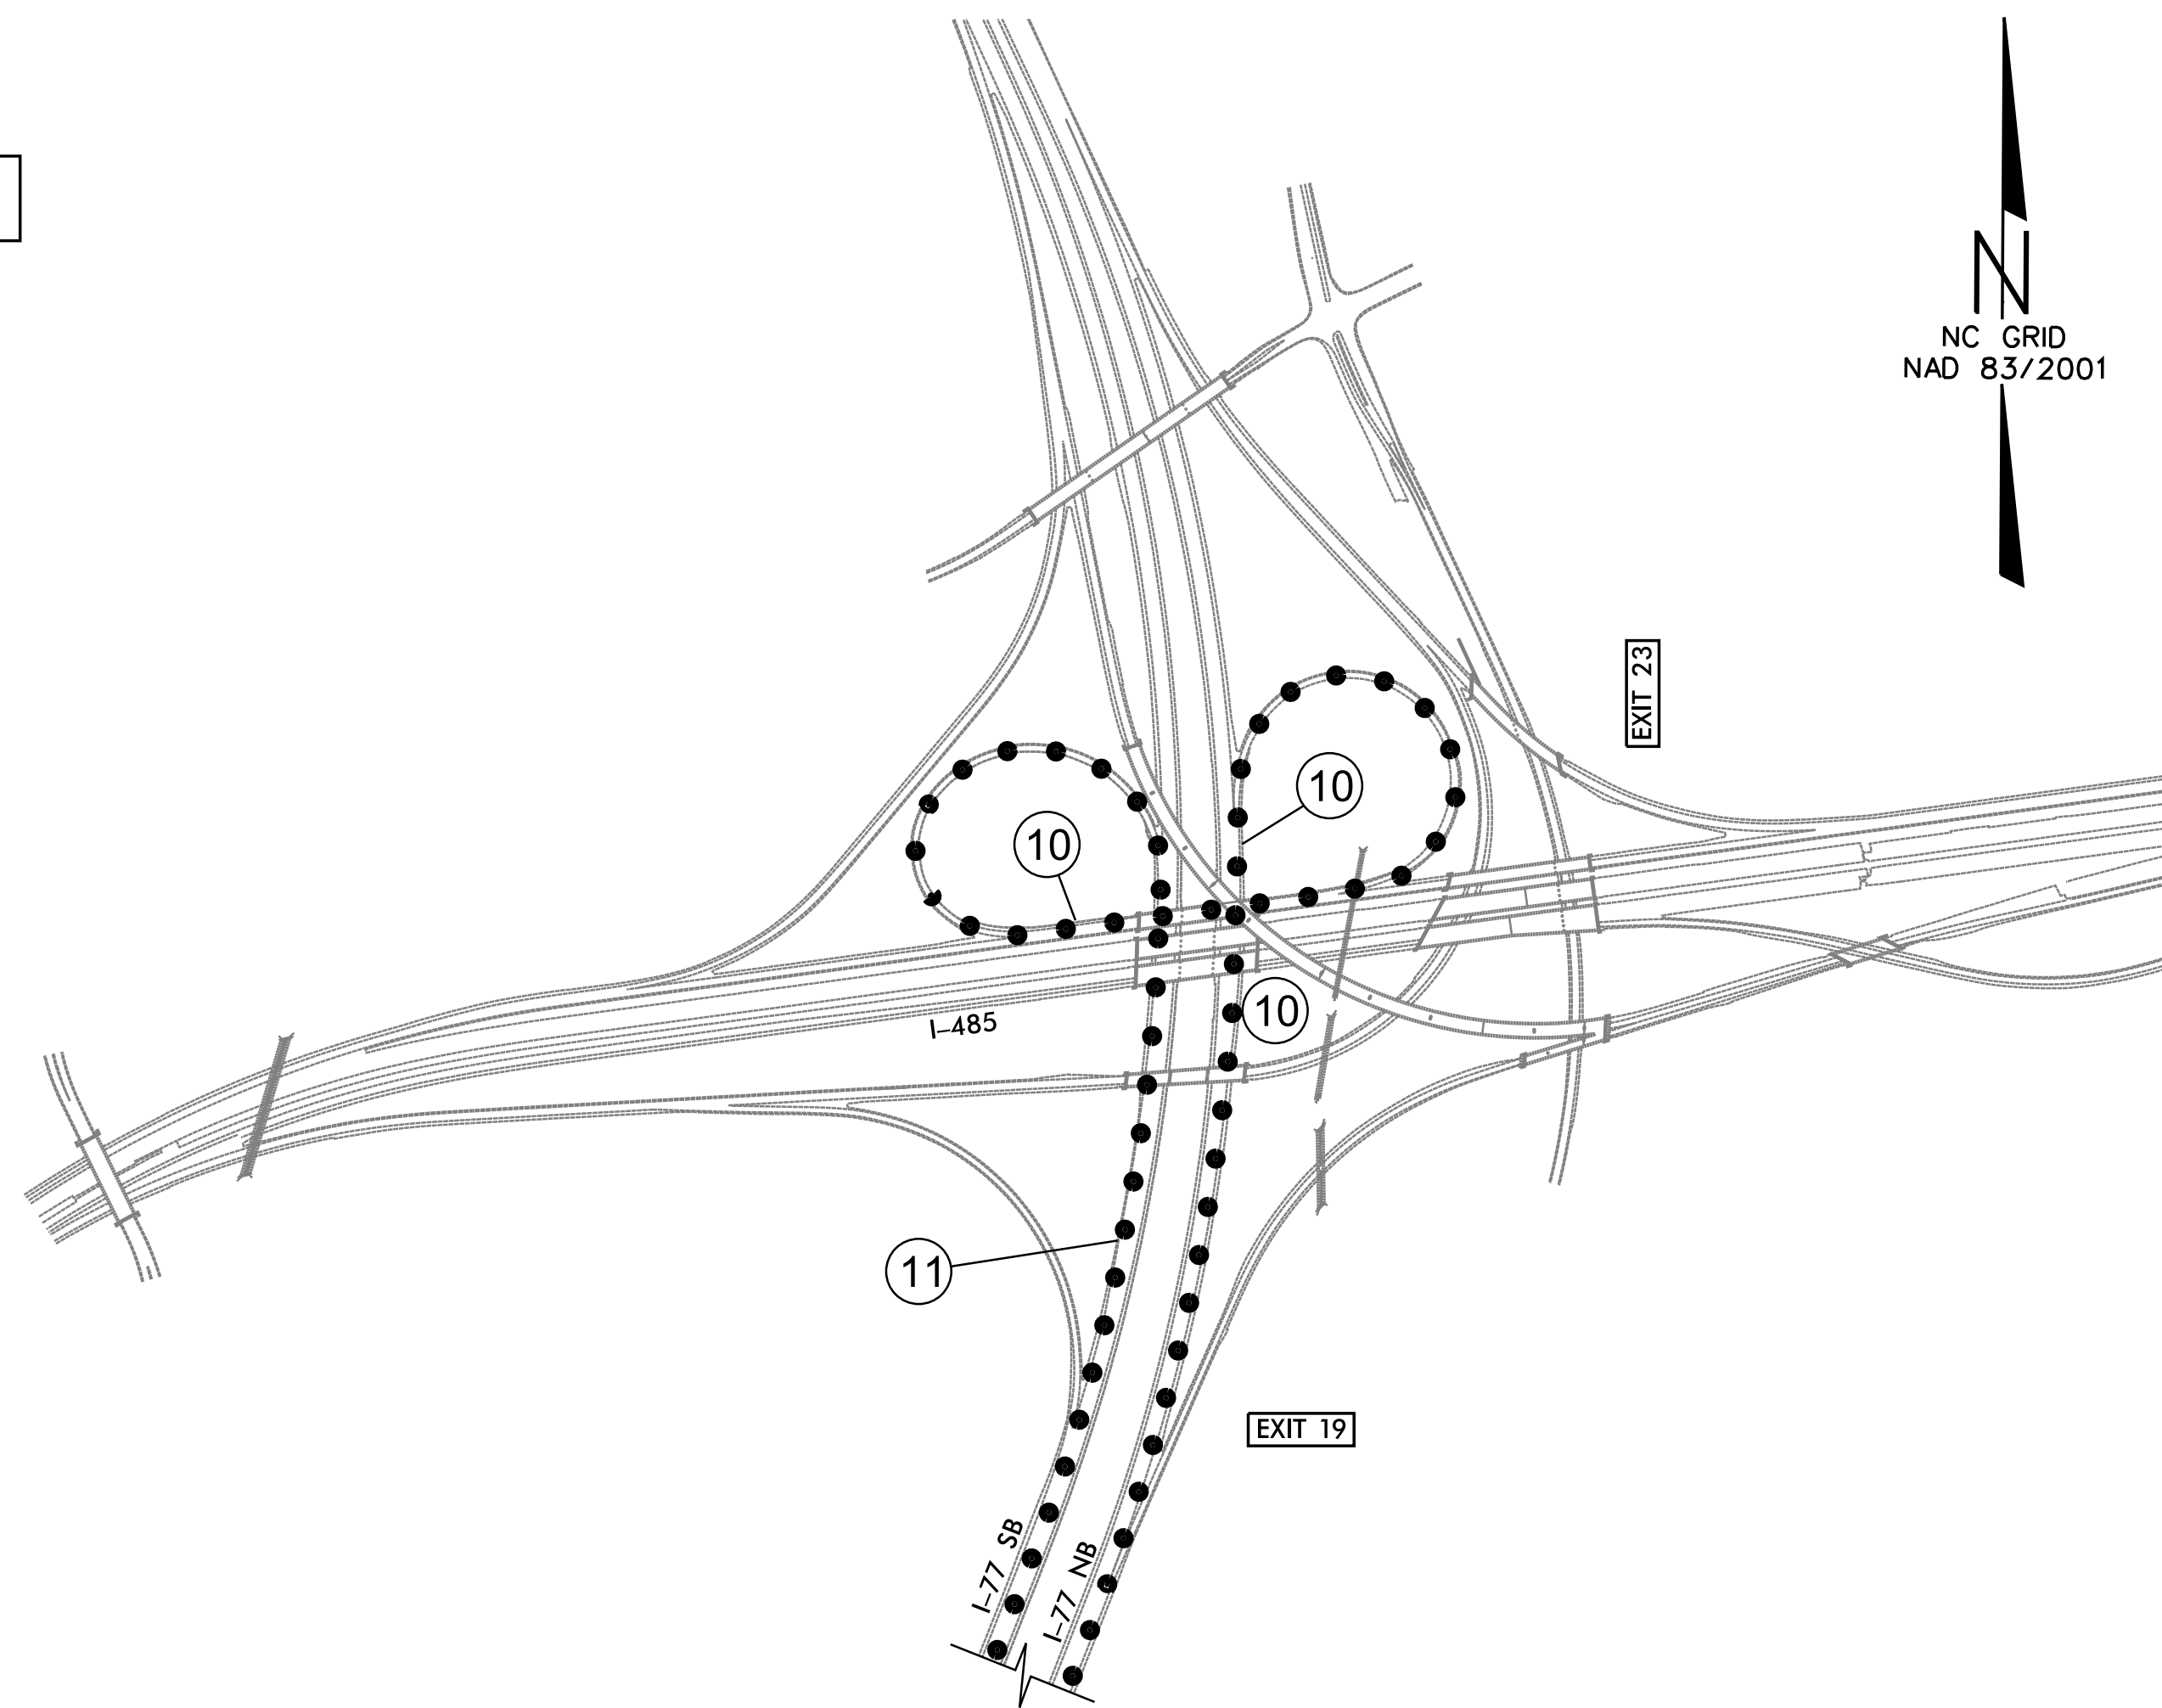 N
NC GRID
NAD 83/2001
EXIT 23
10
10
10
I-485
11
EXIT 19
I-77 SB
I-77 NB